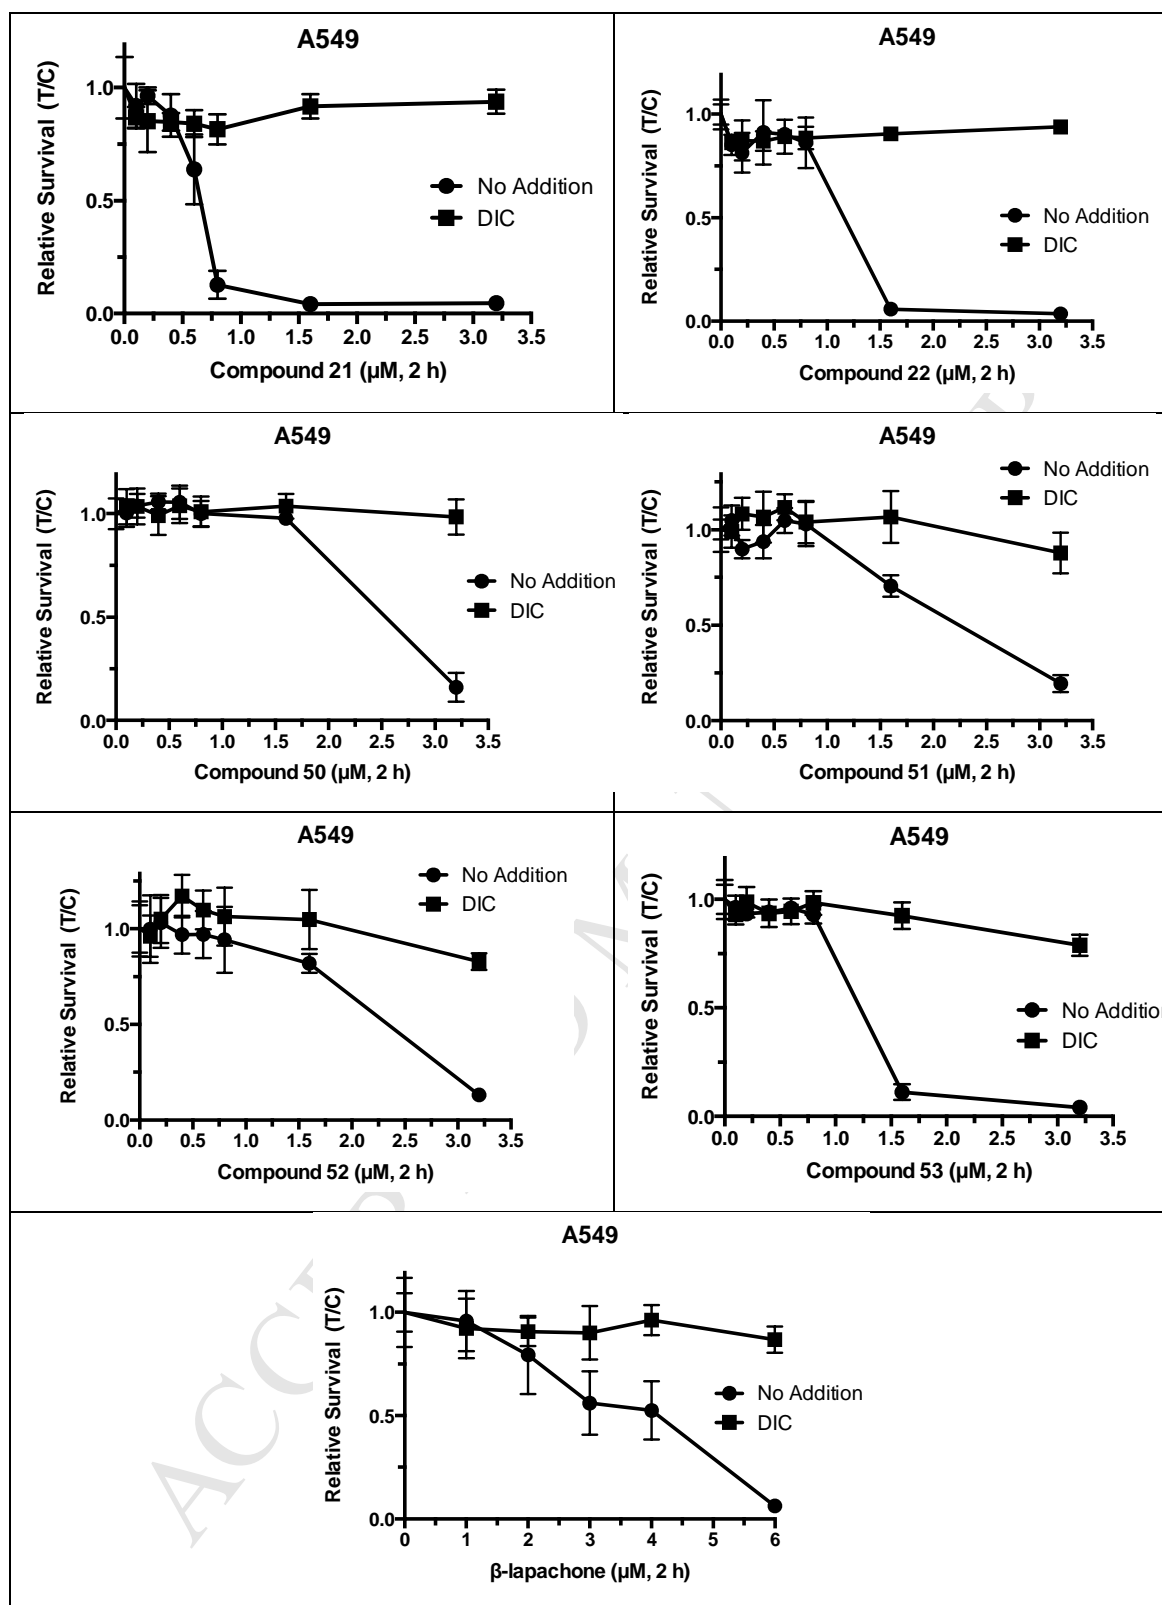 A549
Relative Survival (T/C)
1.0
0.5
0.0
0.0 0.5 1.0 1.5 2.0 2.5 3.0 3.5
No Addition
DIC
Compound 21 (µM, 2 h)
A549
Relative Survival (T/C)
1.0
0.5
0.0
0.0 0.5 1.0 1.5 2.0 2.5 3.0 3.5
No Addition
DIC
Compound 22 (µM, 2 h)
A549
Relative Survival (T/C)
1.0
0.5
0.0
0.0 0.5 1.0 1.5 2.0 2.5 3.0 3.5
No Addition
DIC
Compound 50 (µM, 2 h)
A549
No Addition
DIC
Relative Survival (T/C)
1.0
0.5
0.0
0.0 0.5 1.0 1.5 2.0 2.5 3.0 3.5
Compound 51 (µM, 2 h)
A549
No Addition
DIC
Relative Survival (T/C)
1.0
0.5
0.0
0.0 0.5 1.0 1.5 2.0 2.5 3.0 3.5
Compound 52 (µM, 2 h)
A549
Relative Survival (T/C)
1.0
0.5
0.0
0.0 0.5 1.0 1.5 2.0 2.5 3.0 3.5
No Additio
DIC
Compound 53 (µM, 2 h)
A549
Relative Survival (T/C)
1.0
0.5
0.0
0 1 2 3 4 5 6
No Addition
DIC
β-lapachone (µM, 2 h)